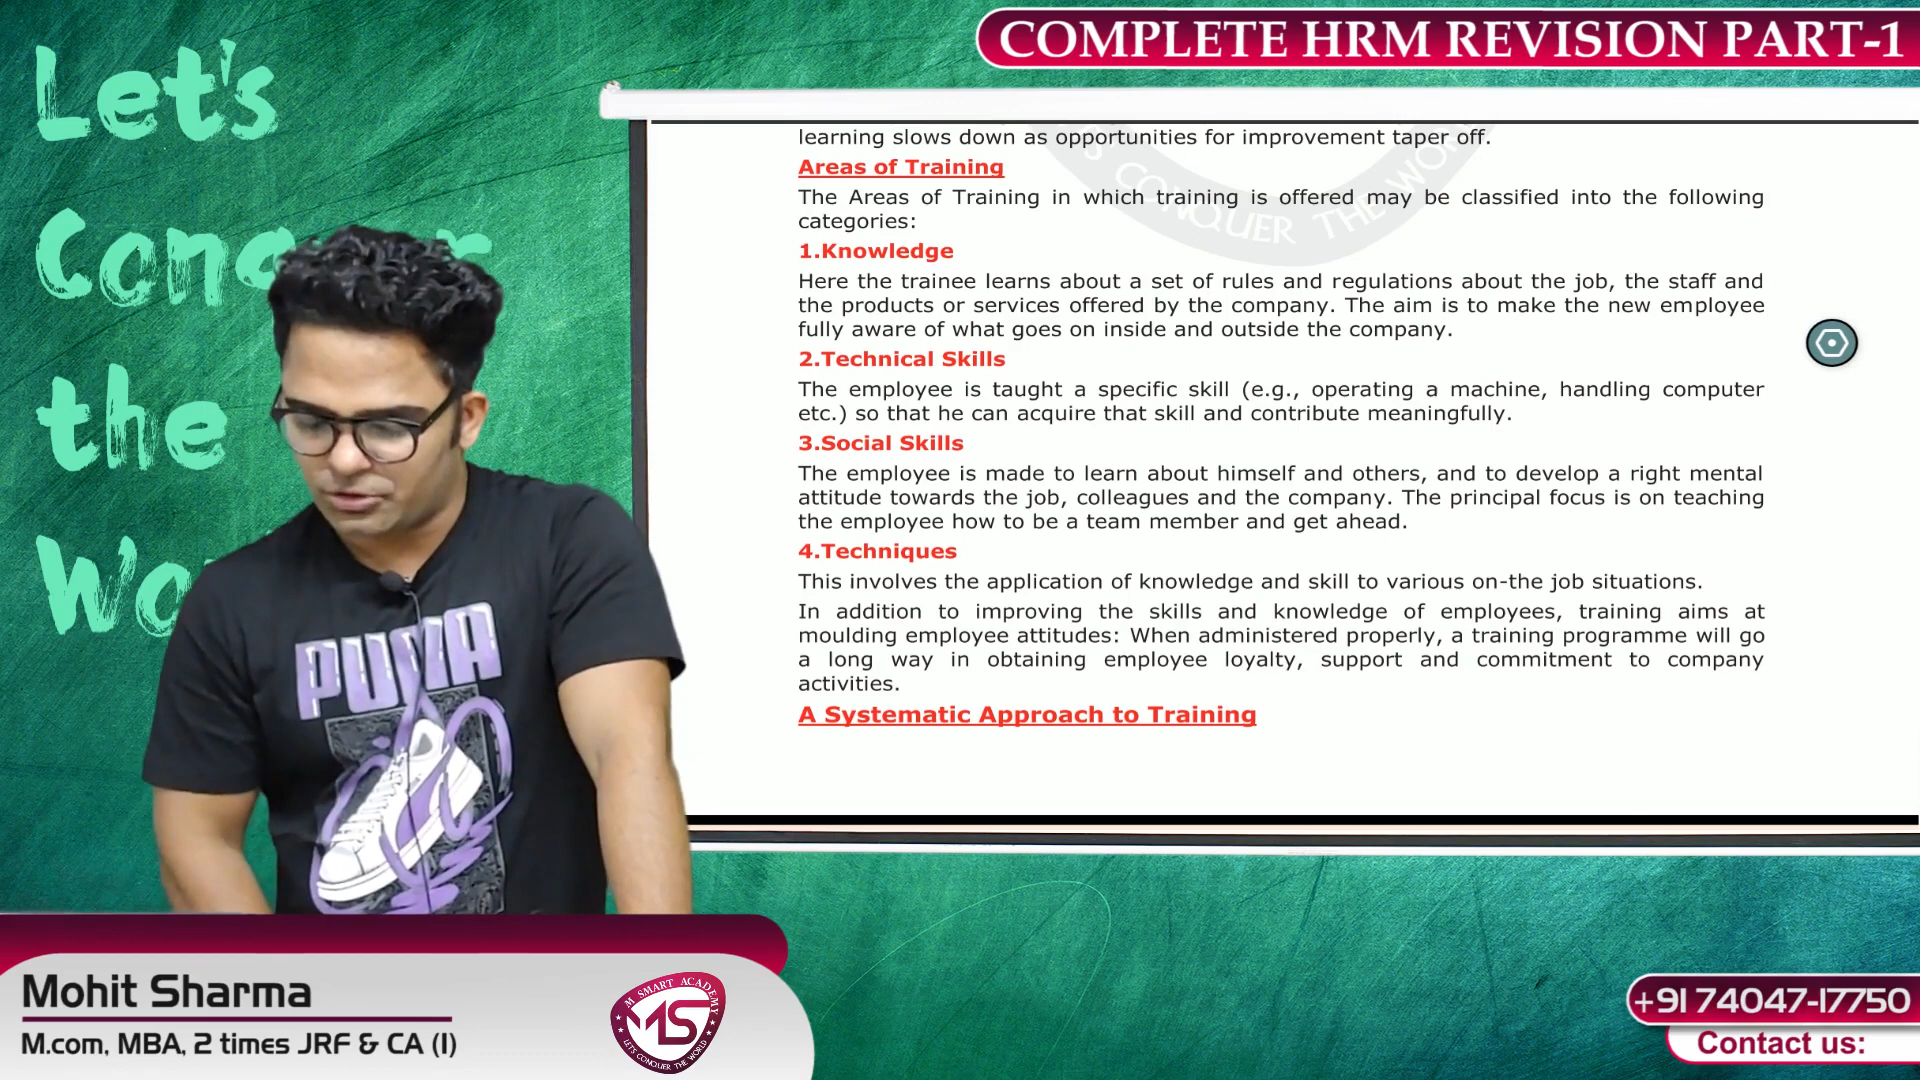 COMPLETE HRM REVISION PART-1
Let's
the
learning slows down as opportunities for improvement taper off.
Areas of Training
The Areas of Training in which training is offered may be classified into the following
categories:
1.Knowledge
Here the trainee learns about a set of rules and regulations about the job, the staff and
the products or services offered by the company. The aim is to make the new employee
fully aware of what goes on inside and outside the company.
2.Technical Skills
The employee is taught a specific skill (e.g., operating a machine, handling computer
etc.) so that he can acquire that skill and contribute meaningfully.
3.Social Skills
The employee is made to learn about himself and others, and to develop a right mental
attitude towards the job, colleagues and the company. The principal focus is on teaching
the employee how to be a team member and get ahead.
4.Techniques
This involves the application of knowledge and skill to various on-the job situations.
In addition to improving the skills and knowledge of employees, training aims at
moulding employee attitudes: When administered properly, a training programme will go
a long way in obtaining employee loyalty, support and commitment to company
activities.
A Systematic Approach to Training
CONQUER THE
PUMA
Mohit Sharma
M.com, MBA, 2 times JRF & CA (I)
M SMART ACADEMY
MS
LETS CONQUER THE WORLD
+91 74047-17750
Contact us: